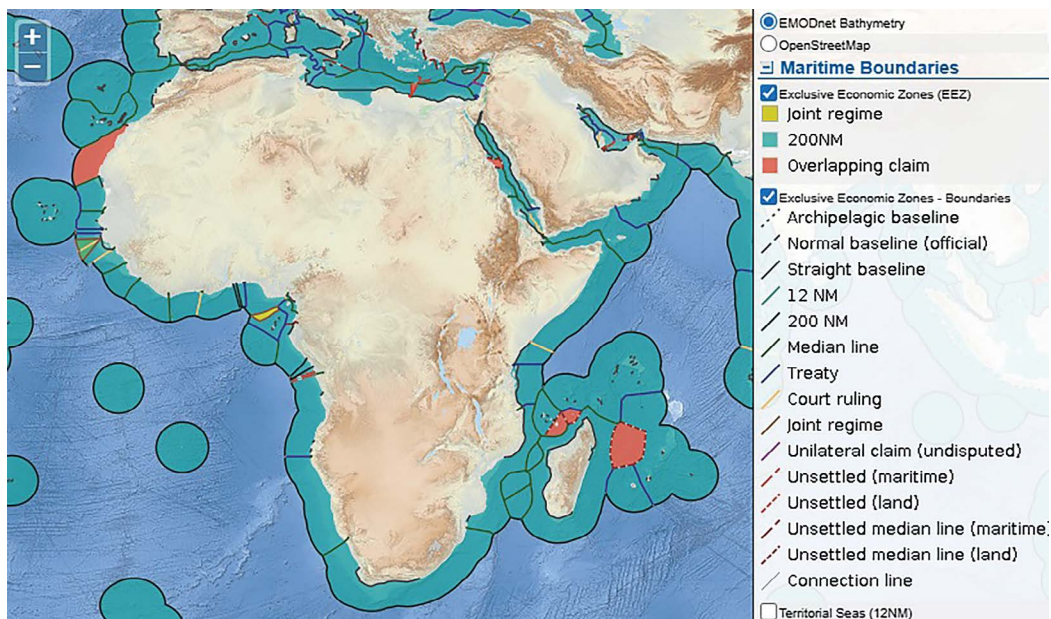 +
−
EMODnet Bathymetry
OpenStreetMap
Maritime Boundaries
Exclusive Economic Zones (EEZ)
Joint regime
200NM
Overlapping claim
Exclusive Economic Zones - Boundaries
Archipelagic baseline
Normal baseline (official)
Straight baseline
12 NM
200 NM
Median line
Treaty
Court ruling
Joint regime
Unilateral claim (undisputed)
Unsettled (maritime)
Unsettled (land)
Unsettled median line (maritime)
Unsettled median line (land)
Connection line
Territorial Seas (12NM)